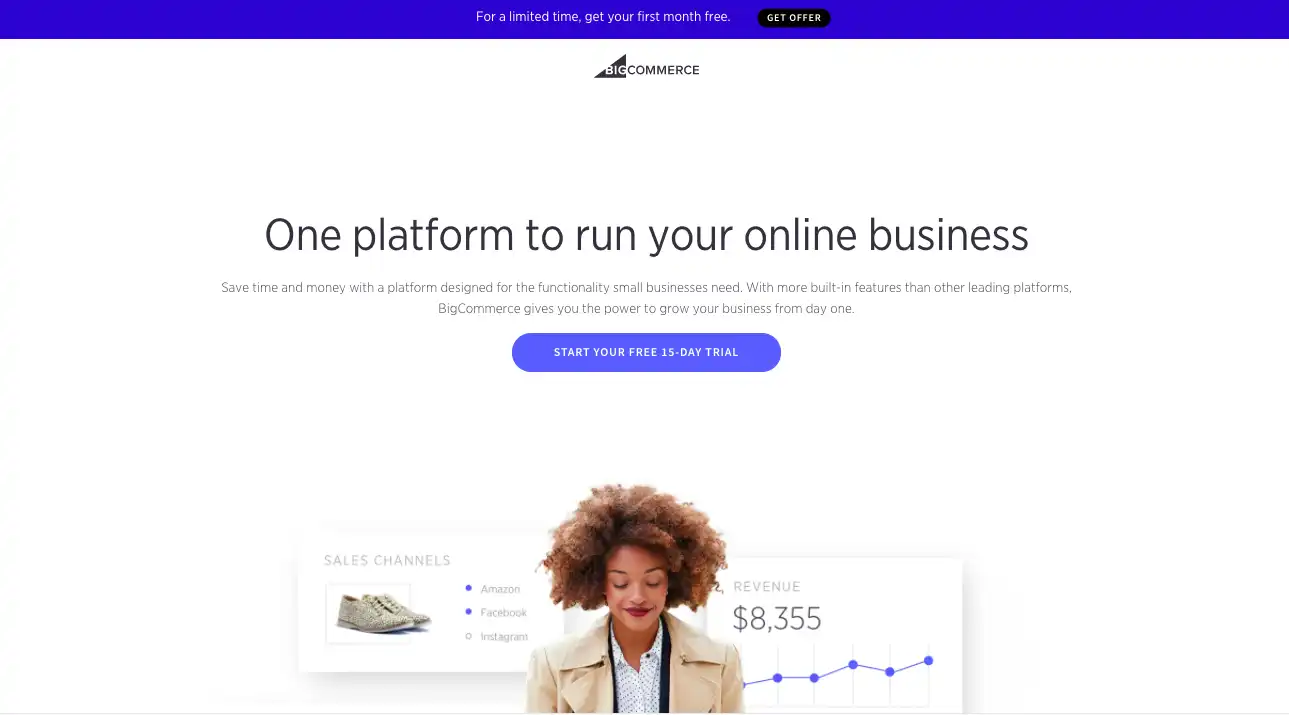 For a limited time, get your first month free.
GET OFFER
BIGCOMMERCE
One platform to run your online business
Save time and money with a platform designed for the functionality small businesses need. With more built-in features than other leading platforms,
BigCommerce gives you the power to grow your business from day one.
START YOUR FREE 15-DAY TRIAL
SALES CHANNELS
Amazon
Facebook
Instagram
REVENUE
$8,355